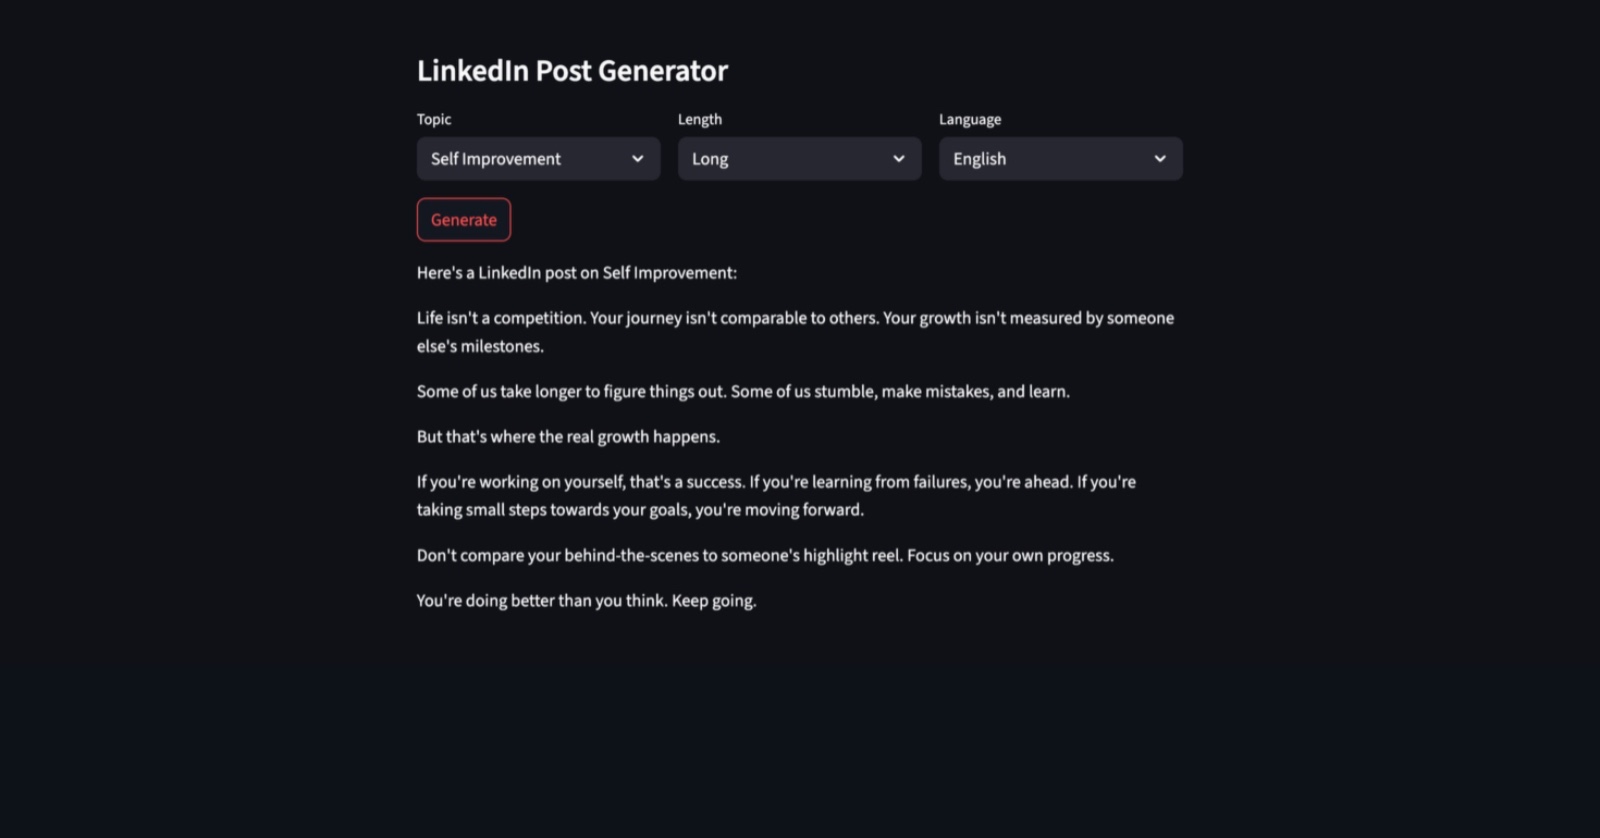 LinkedIn Post Generator
Topic
Length
Language
Self Improvement
Long
English
Generate
Here's a LinkedIn post on Self Improvement:
Life isn't a competition. Your journey isn't comparable to others. Your growth isn't measured by someone
else's milestones.
Some of us take longer to figure things out. Some of us stumble, make mistakes, and learn.
But that's where the real growth happens.
If you're working on yourself, that's a success. If you're learning from failures, you're ahead. If you're
taking small steps towards your goals, you're moving forward.
Don't compare your behind-the-scenes to someone's highlight reel. Focus on your own progress.
You're doing better than you think. Keep going.